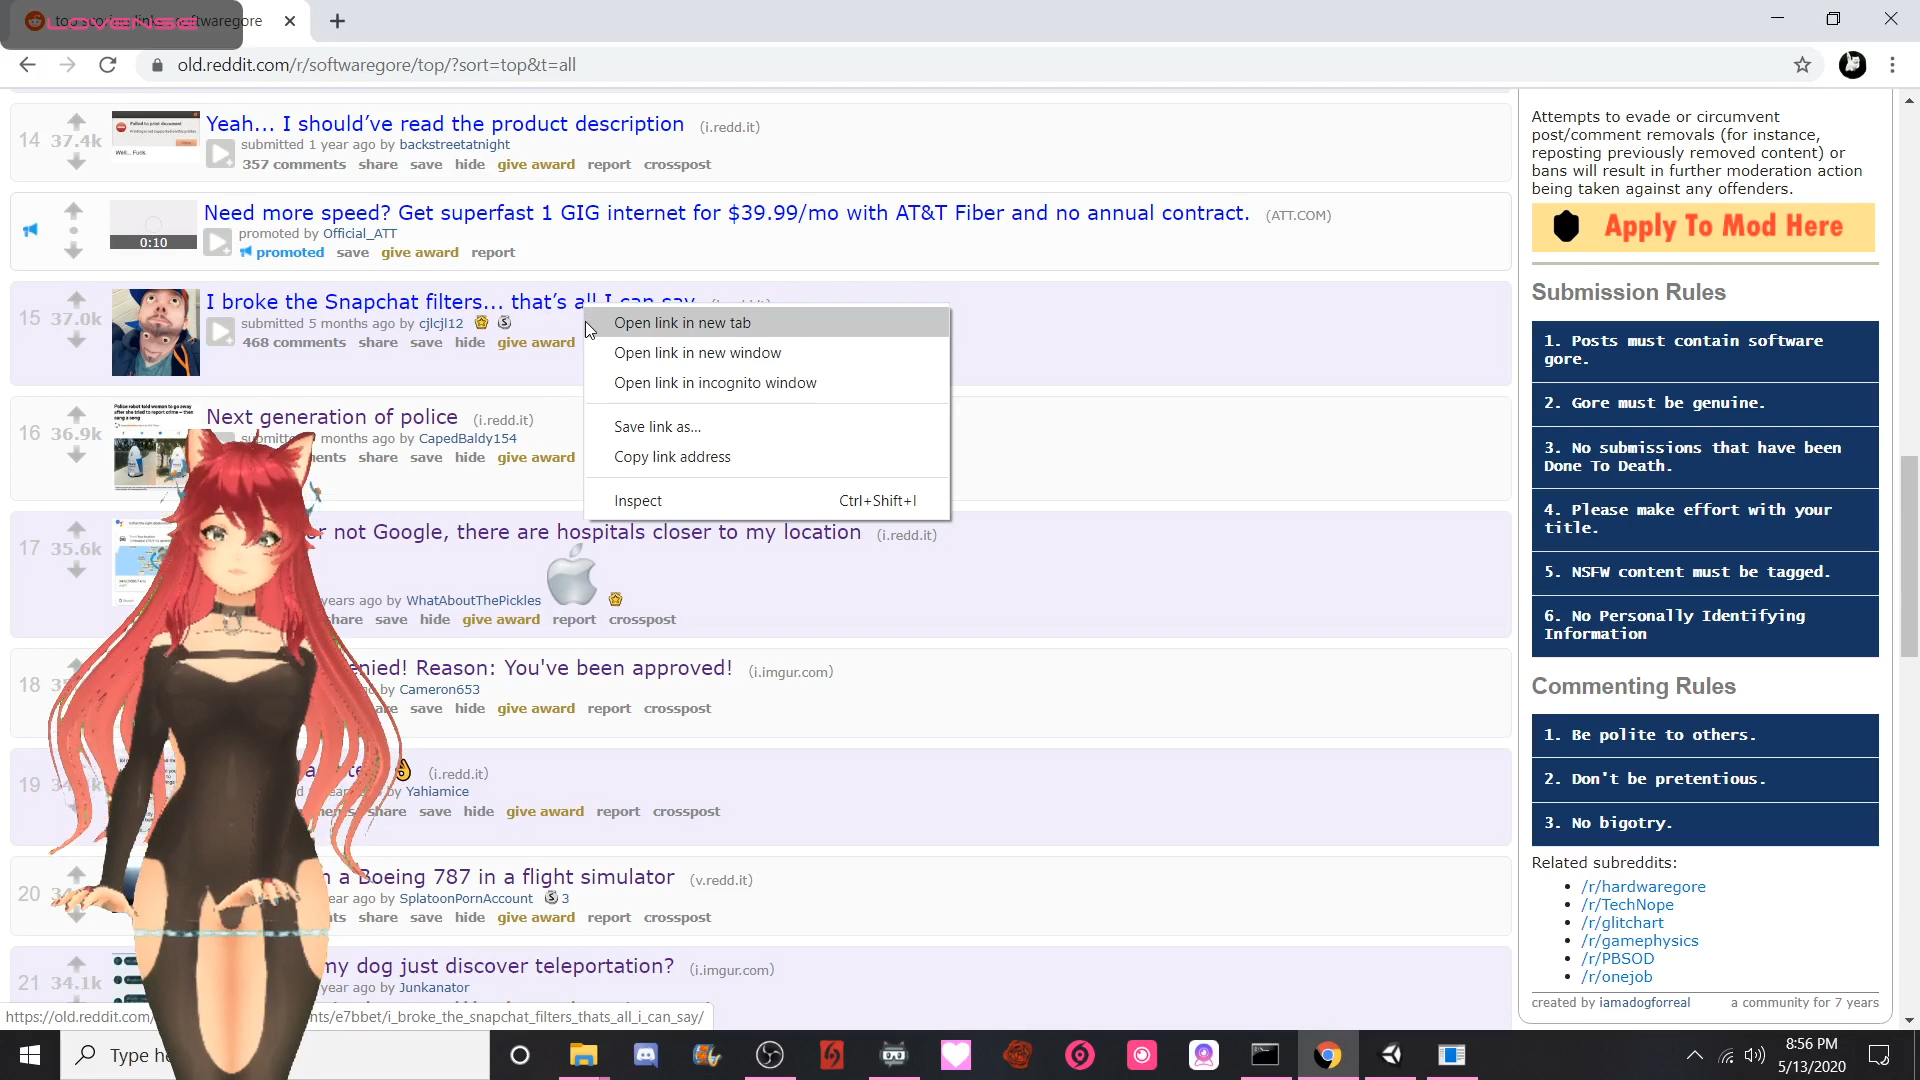 LOVENSE
old.reddit.com/r/softwaregore/top/?sort=top&t=all
14 37.4k Yeah... I should've read the product description (i.redd.it)
submitted 1 year ago by backstreetatnight
357 comments share save hide give award report crosspost
Need more speed? Get superfast 1 GIG internet for $39.99/mo with AT&T Fiber and no annual contract. (ATT.COM)
0:10
promoted by Official_ATT
promoted save give award report
15 37.0k I broke the Snapchat filters... that's all I can say
submitted 5 months ago by cjlcjl12
468 comments share save hide give award
Open link in new tab
Open link in new window
Open link in incognito window
Save link as...
Copy link address
Inspect Ctrl+Shift+I
16 36.9k Next generation of police (i.redd.it)
months ago by CapedBaldy154
share save hide give award
17 35.6k or not Google, there are hospitals closer to my location (i.redd.it)
years ago by WhatAboutThePickles
share save hide give award report crosspost
18 Reason: You've been approved! (i.imgur.com)
by Cameron653
save hide give award report crosspost
19 (i.redd.it)
by Yahiamice
share save hide give award report crosspost
20 a Boeing 787 in a flight simulator (v.redd.it)
by SplatoonPornAccount 3
share save hide give award report crosspost
21 34.1k my dog just discover teleportation? (i.imgur.com)
year ago by Junkanator
Attempts to evade or circumvent
post/comment removals (for instance,
reposting previously removed content) or
bans will result in further moderation action
being taken against any offenders.
Apply To Mod Here
Submission Rules
1. Posts must contain software
gore.
2. Gore must be genuine.
3. No submissions that have been
Done To Death.
4. Please make effort with your
title.
5. NSFW content must be tagged.
6. No Personally Identifying
Information
Commenting Rules
1. Be polite to others.
2. Don't be pretentious.
3. No bigotry.
Related subreddits:
/r/hardwaregore
/r/TechNope
/r/glitchart
/r/gamephysics
/r/PBSOD
/r/onejob
created by iamadogforreal a community for 7 years
https://old.reddit.com/ nts/e7bbet/i_broke_the_snapchat_filters_thats_all_i_can_say/
Type
8:56 PM
5/13/2020